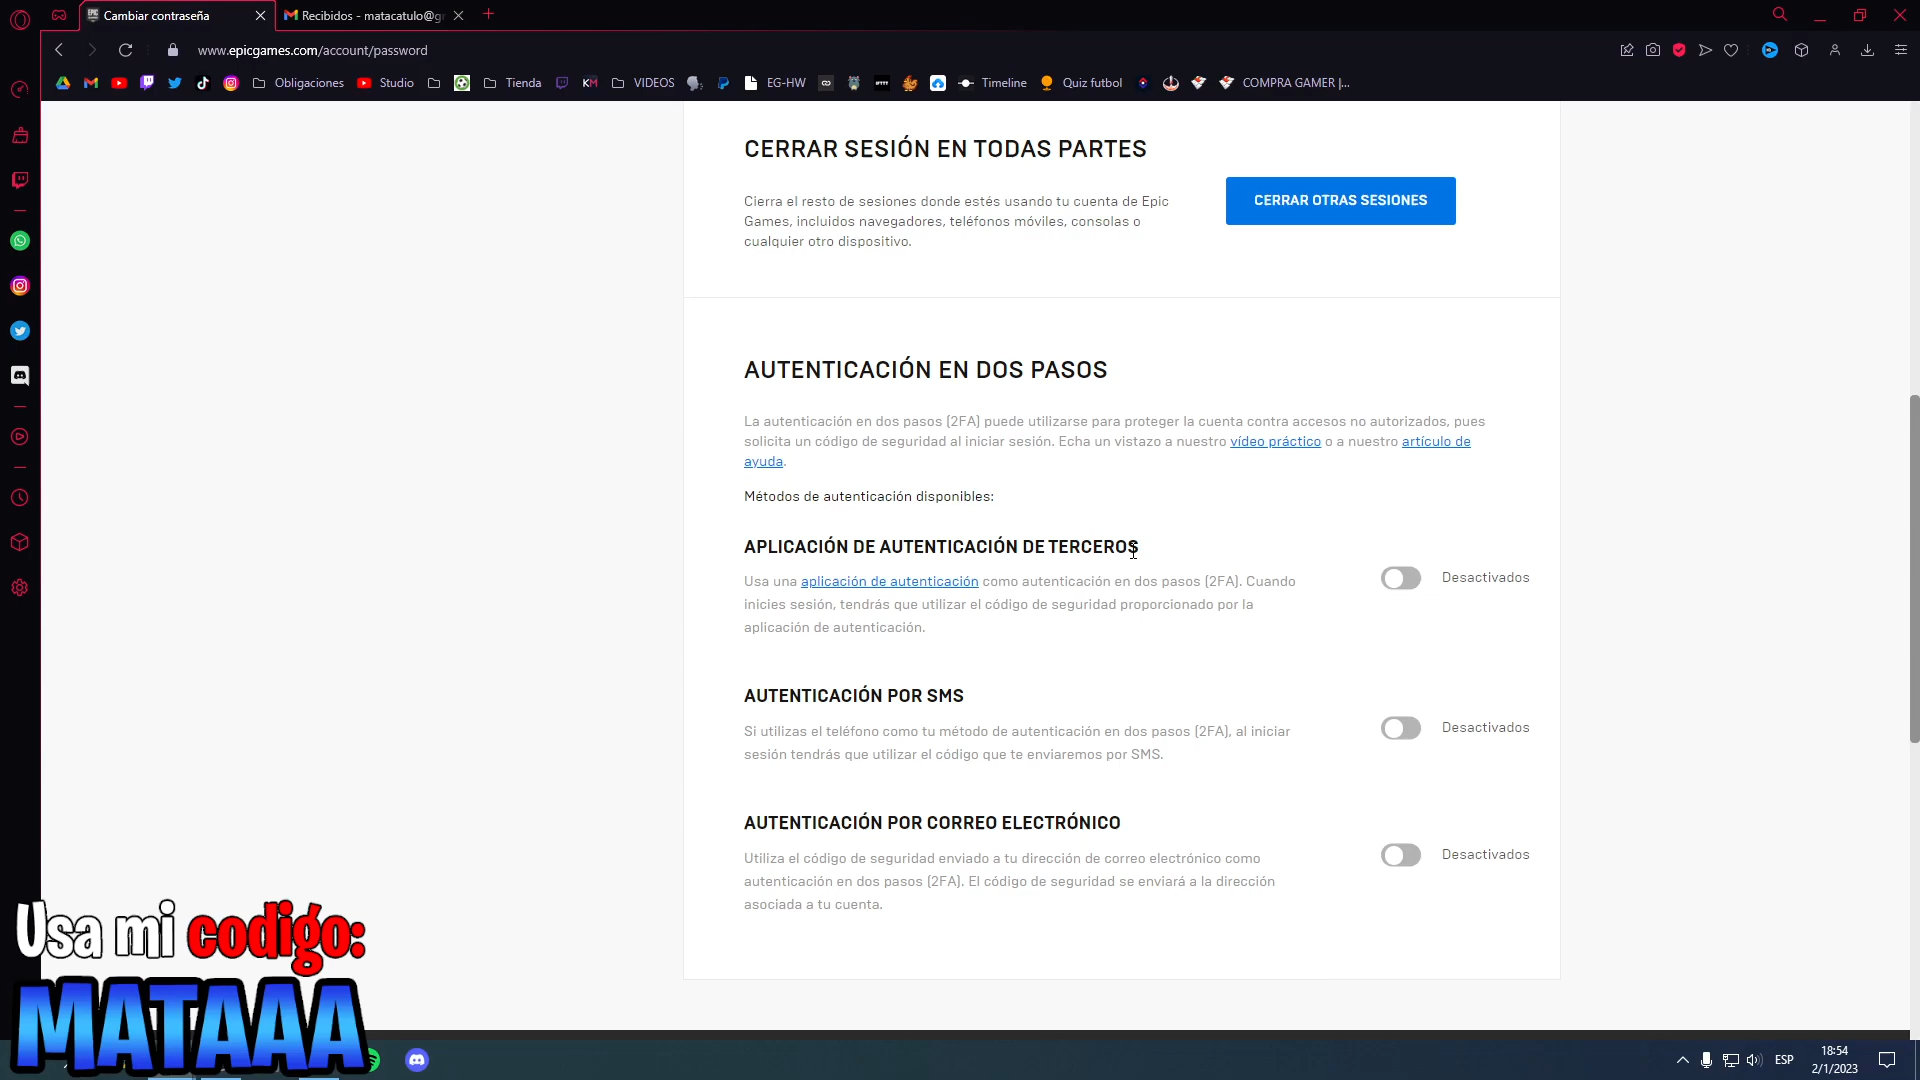 Cambiar contraseña
Recibidos - matacatulo@g
www.epicgames.com/account/password
Obligaciones
Studio
Tienda
KM
VIDEOS
EG-HW
Timeline
Quiz futbol
COMPRA GAMER |...
CERRAR SESIÓN EN TODAS PARTES
Cierra el resto de sesiones donde estés usando tu cuenta de Epic
Games, incluidos navegadores, teléfonos móviles, consolas o
cualquier otro dispositivo.
CERRAR OTRAS SESIONES
AUTENTICACIÓN EN DOS PASOS
La autenticación en dos pasos (2FA) puede utilizarse para proteger la cuenta contra accesos no autorizados, pues
solicita un código de seguridad al iniciar sesión. Echa un vistazo a nuestro vídeo práctico o a nuestro artículo de
ayuda.
Métodos de autenticación disponibles:
APLICACIÓN DE AUTENTICACIÓN DE TERCEROS
Usa una aplicación de autenticación como autenticación en dos pasos (2FA). Cuando
inicies sesión, tendrás que utilizar el código de seguridad proporcionado por la
aplicación de autenticación.
Desactivados
AUTENTICACIÓN POR SMS
Si utilizas el teléfono como tu método de autenticación en dos pasos (2FA), al iniciar
sesión tendrás que utilizar el código que te enviaremos por SMS.
Desactivados
AUTENTICACIÓN POR CORREO ELECTRÓNICO
Utiliza el código de seguridad enviado a tu dirección de correo electrónico como
autenticación en dos pasos (2FA). El código de seguridad se enviará a la dirección
asociada a tu cuenta.
Desactivados
Usa mi codigo:
MATAAA
ESP
18:54
2/1/2023